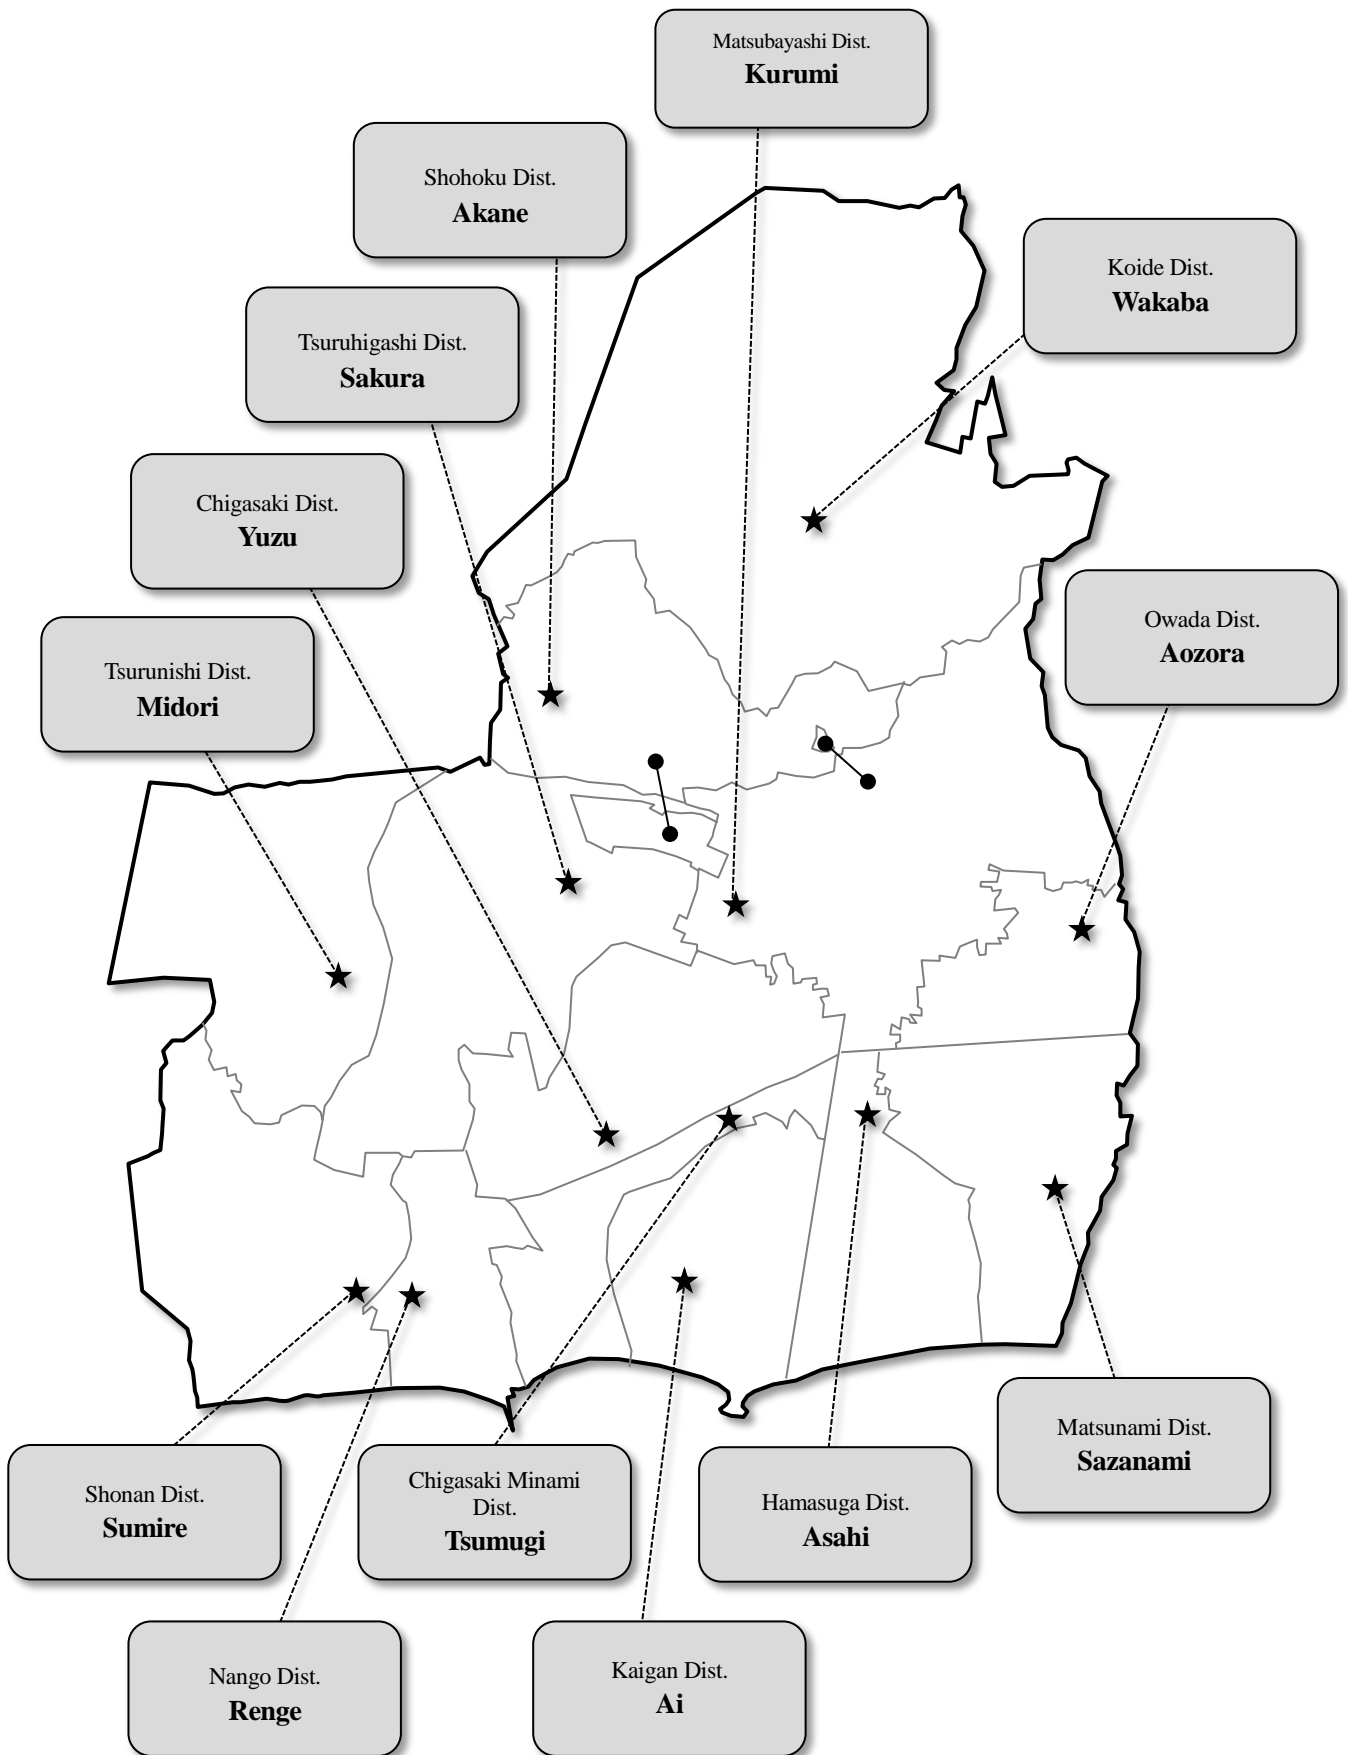 Matsubayashi Dist.
Kurumi
Shohoku Dist.
Akane
Koide Dist.
Wakaba
Tsuruhigashi Dist.
Sakura
Chigasaki Dist.
Yuzu
Owada Dist.
Aozora
Tsurunishi Dist.
Midori
Matsunami Dist.
Sazanami
Shonan Dist.
Sumire
Chigasaki Minami
Dist.
Tsumugi
Hamasuga Dist.
Asahi
Nango Dist.
Renge
Kaigan Dist.
Ai